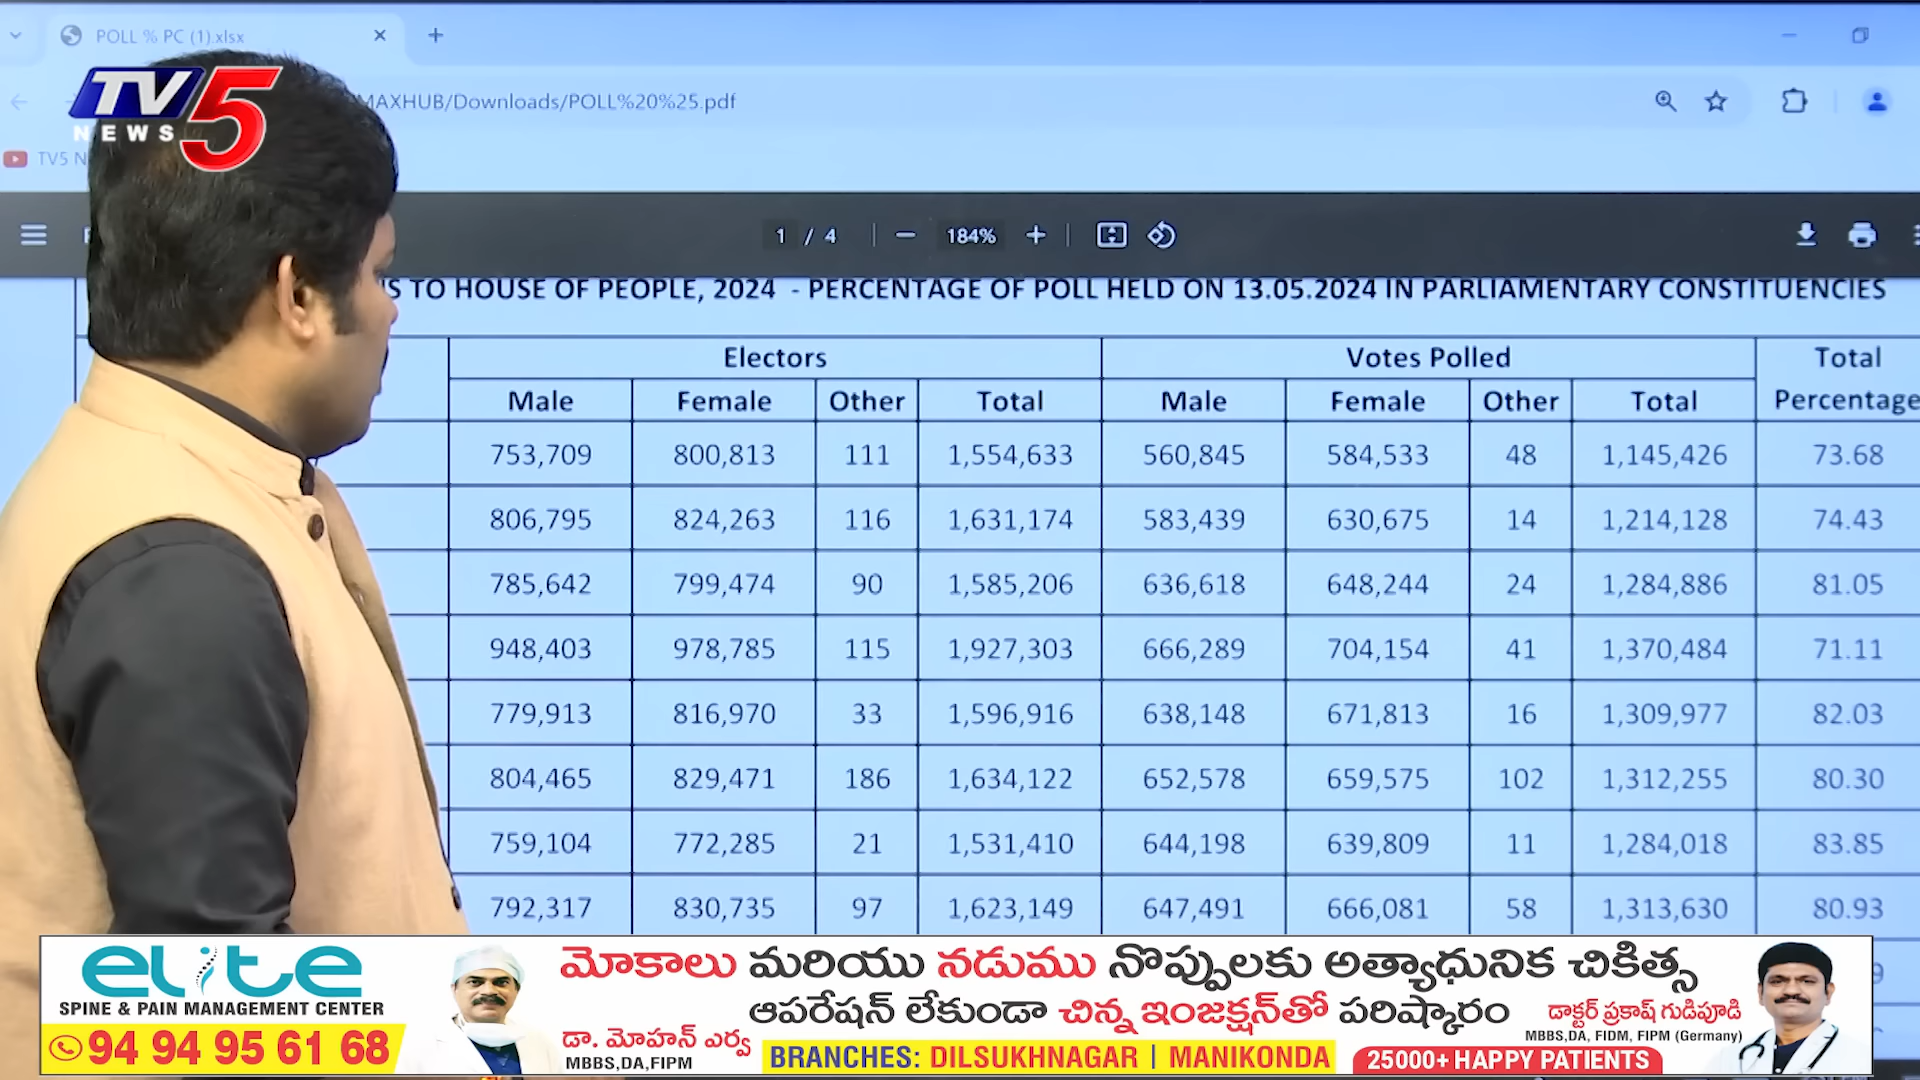 POLL % PC (1).xlsx
TV5
NEWS
MAXHUB/Downloads/POLL%20%25.pdf
TV5 N
1 / 4 184%
S TO HOUSE OF PEOPLE, 2024 - PERCENTAGE OF POLL HELD ON 13.05.2024 IN PARLIAMENTARY CONSTITUENCIES
Electors Votes Polled Total
Male Female Other Total Male Female Other Total Percentage
753,709 800,813 111 1,554,633 560,845 584,533 48 1,145,426 73.68
806,795 824,263 116 1,631,174 583,439 630,675 14 1,214,128 74.43
785,642 799,474 90 1,585,206 636,618 648,244 24 1,284,886 81.05
948,403 978,785 115 1,927,303 666,289 704,154 41 1,370,484 71.11
779,913 816,970 33 1,596,916 638,148 671,813 16 1,309,977 82.03
804,465 829,471 186 1,634,122 652,578 659,575 102 1,312,255 80.30
759,104 772,285 21 1,531,410 644,198 639,809 11 1,284,018 83.85
792,317 830,735 97 1,623,149 647,491 666,081 58 1,313,630 80.93
elite
SPINE & PAIN MANAGEMENT CENTER
94 94 95 61 68
మోకాలు మరియు నడుము నొప్పులకు అత్యాధునిక చికిత్స
ఆపరేషన్ లేకుండా చిన్న ఇంజక్షన్‌తో పరిష్కారం
డా. మోహన్ ఎర్వ
MBBS,DA,FIPM
డాక్టర్ ప్రకాష్ గుడిపూడి
MBBS,DA, FIDM, FIPM (Germany)
BRANCHES: DILSUKHNAGAR | MANIKONDA
25000+ HAPPY PATIENTS